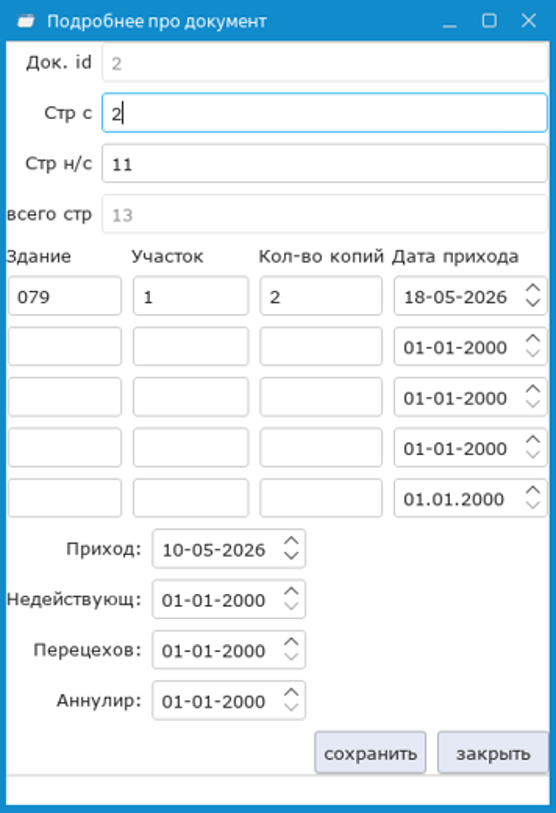 Подробнее про документ
Док. id 2
Стр с 2
Стр н/с 11
всего стр 13
Здание Участок Кол-во копий Дата прихода
079 1 2 18-05-2026
01-01-2000
01-01-2000
01-01-2000
01.01.2000
Приход: 10-05-2026
Недействующ: 01-01-2000
Перецехов: 01-01-2000
Аннулир: 01-01-2000
сохранить закрыть